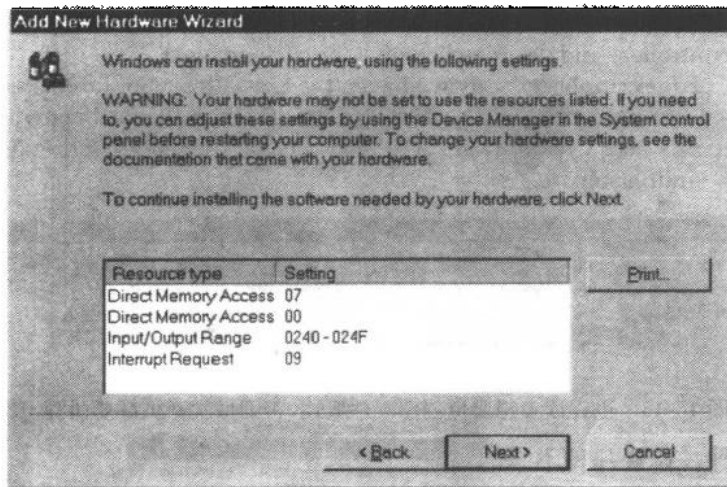 Add New Hardware Wizard
Windows can install your hardware, using the following settings.
WARNING: Your hardware may not be set to use the resources listed. If you need
to, you can adjust these settings by using the Device Manager in the System control
panel before restarting your computer. To change your hardware settings, see the
documentation that came with your hardware.
To continue installing the software needed by your hardware, click Next.
Resource type Setting
Direct Memory Access 07
Direct Memory Access 00
Input/Output Range 0240 - 024F
Interrupt Request 09
Print...
< Back Next > Cancel